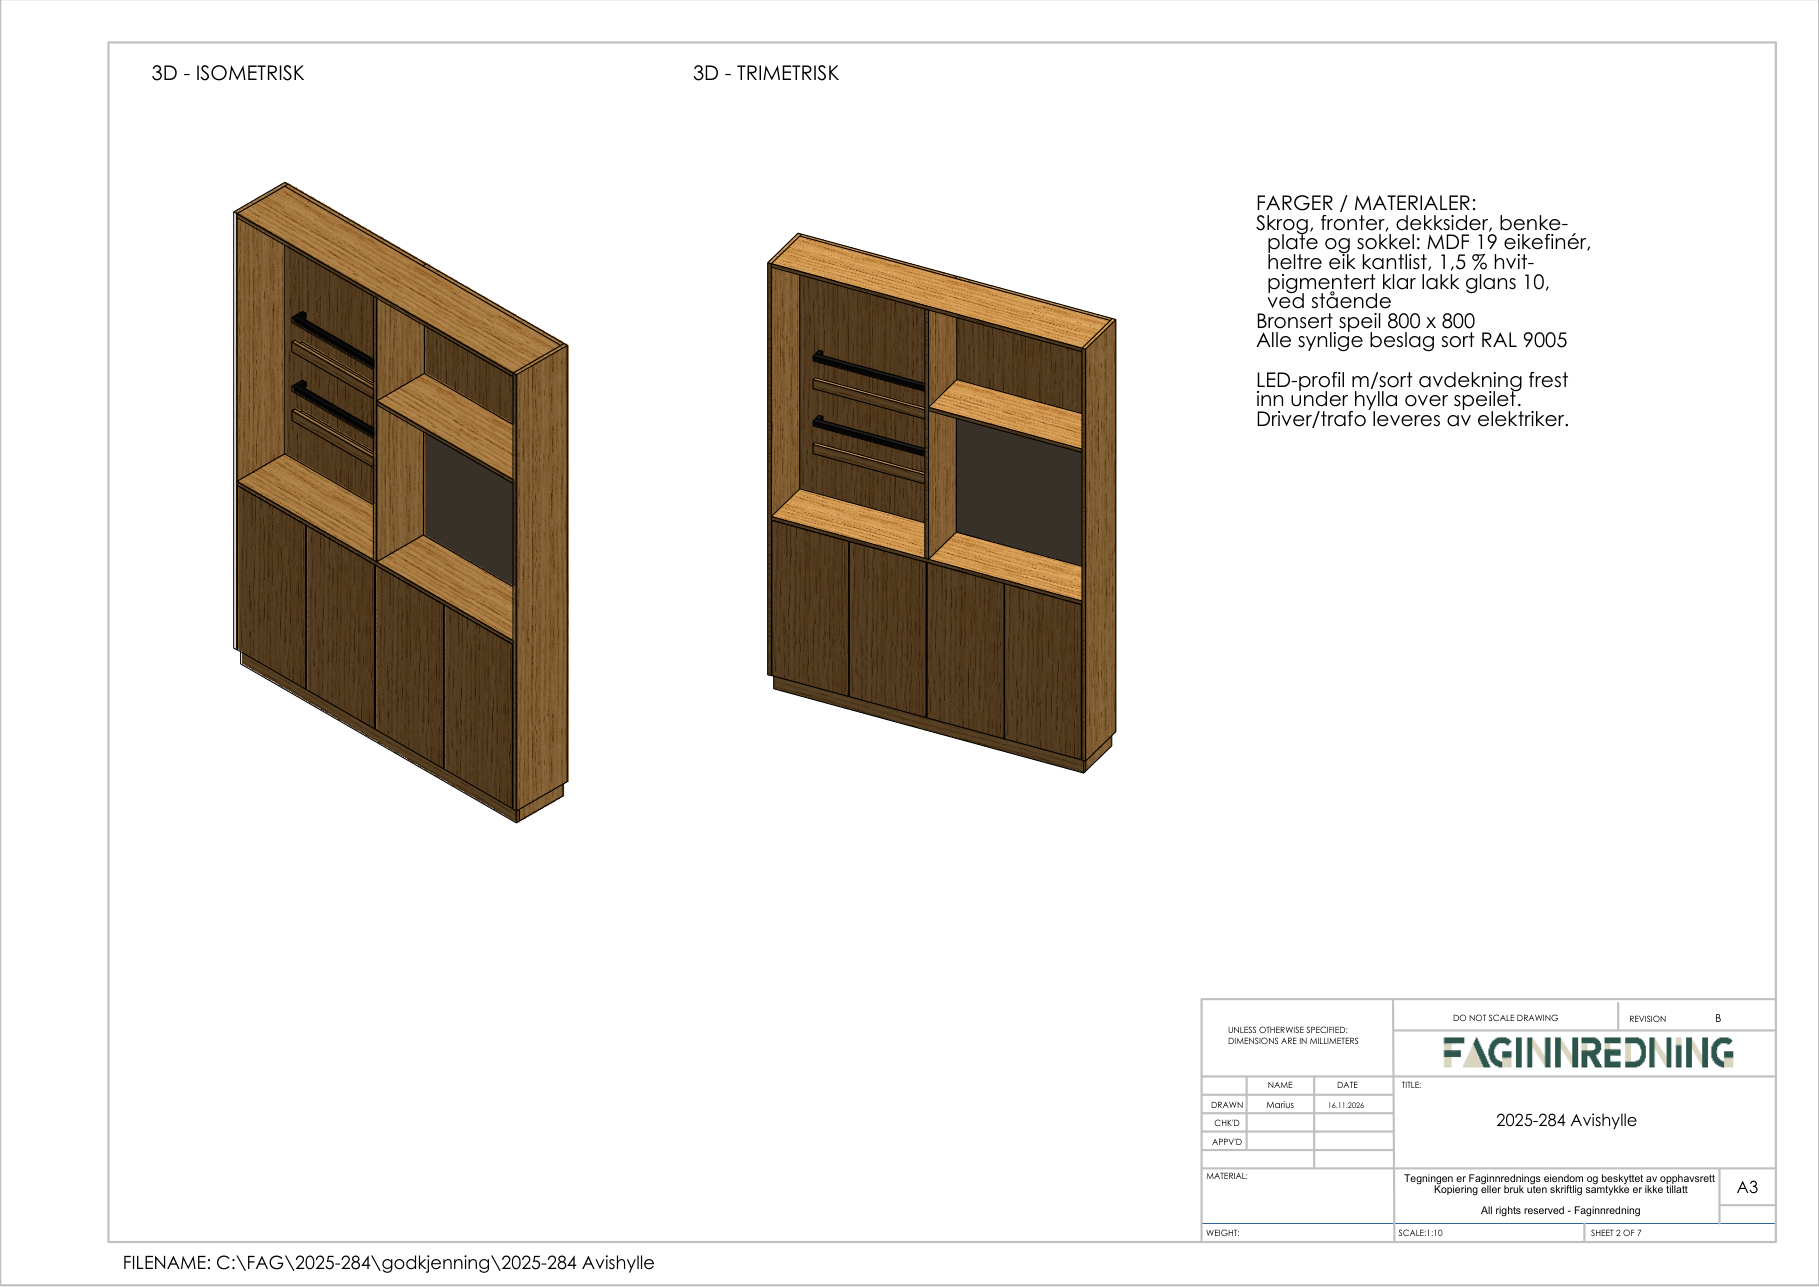 3D - ISOMETRISK
3D - TRIMETRISK
FARGER / MATERIALER:
Skrog, fronter, dekksider, benke-
plate og sokkel: MDF 19 eikefinér,
heltre eik kantlist, 1,5 % hvit-
pigmentert klar lakk glans 10,
ved stående
Bronsert speil 800 x 800
Alle synlige beslag sort RAL 9005
LED-profil m/sort avdekning frest
inn under hylla over speilet.
Driver/trafo leveres av elektriker.
UNLESS OTHERWISE SPECIFIED:
DIMENSIONS ARE IN MILLIMETERS
DO NOT SCALE DRAWING
REVISION B
FAGINNREDNING
NAME DATE
DRAWN Marius 16.11.2026
CHK'D
APPV'D
TITLE:
2025-284 Avishylle
MATERIAL:
Tegningen er Faginnrednings eiendom og beskyttet av opphavsrett
Kopiering eller bruk uten skriftlig samtykke er ikke tillatt
All rights reserved - Faginnredning
A3
WEIGHT:
SCALE:1:10
SHEET 2 OF 7
FILENAME: C:\FAG\2025-284\godkjenning\2025-284 Avishylle